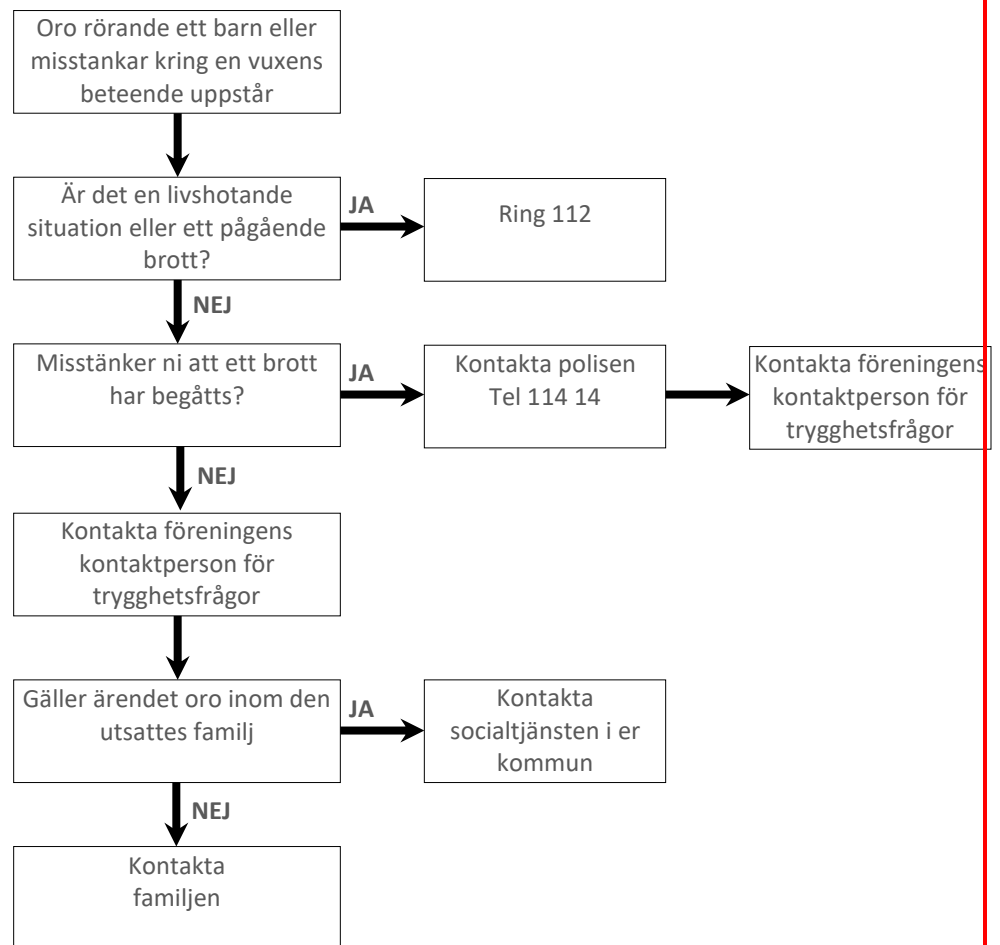 Oro rörande ett barn eller
misstankar kring en vuxens
beteende uppstår
Är det en livshotande
situation eller ett pågående
brott?
JA
Ring 112
NEJ
Misstänker ni att ett brott
har begåtts?
JA
Kontakta polisen
Tel 114 14
Kontakta föreningens
kontaktperson för
trygghetsfrågor
NEJ
Kontakta föreningens
kontaktperson för
trygghetsfrågor
Gäller ärendet oro inom den
utsattes familj
JA
Kontakta
socialtjänsten i er
kommun
NEJ
Kontakta
familjen